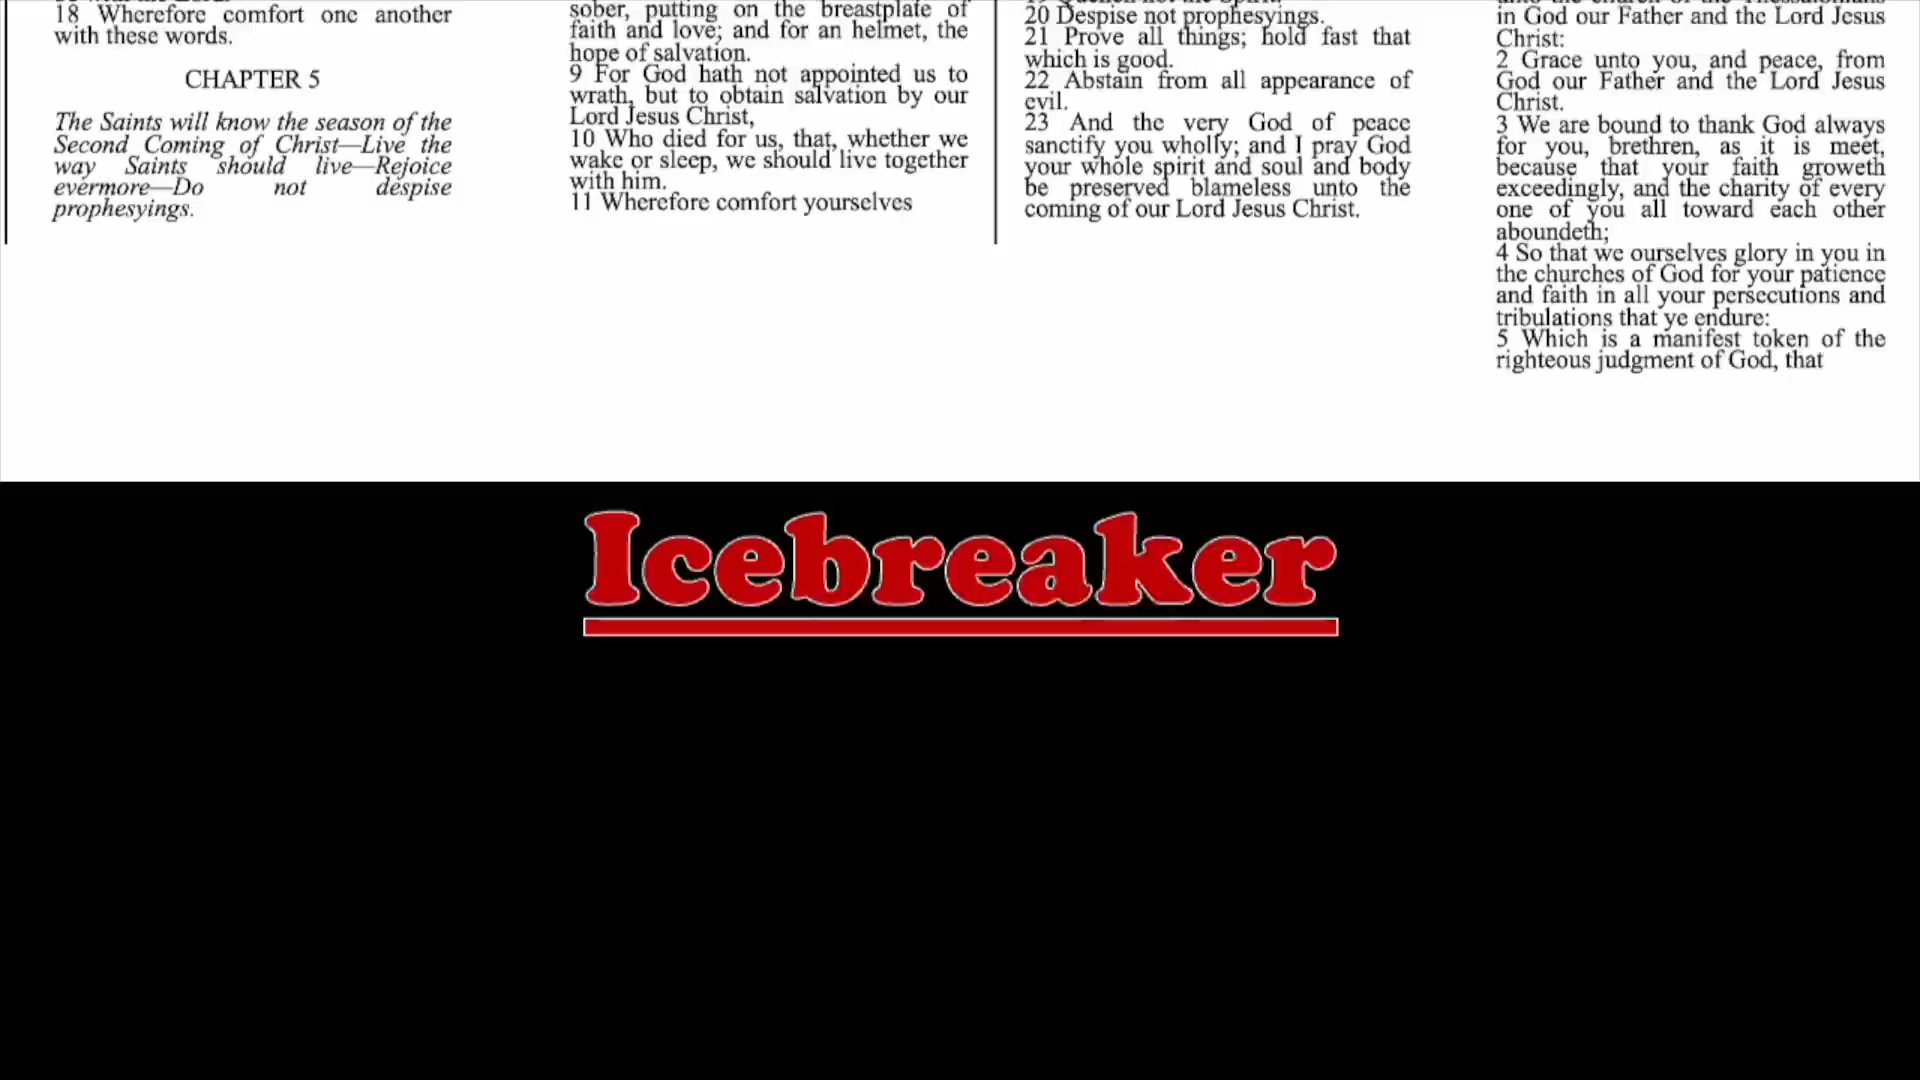 18 Wherefore comfort one another
with these words.
CHAPTER 5
The Saints will know the season of the
Second Coming of Christ—Live the
way Saints should live—Rejoice
evermore—Do not despise
prophesyings.
sober, putting on the breastplate of
faith and love; and for an helmet, the
hope of salvation.
9 For God hath not appointed us to
wrath, but to obtain salvation by our
Lord Jesus Christ,
10 Who died for us, that, whether we
wake or sleep, we should live together
with him.
11 Wherefore comfort yourselves
20 Despise not prophesyings.
21 Prove all things; hold fast that
which is good.
22 Abstain from all appearance of
evil.
23 And the very God of peace
sanctify you wholly; and I pray God
your whole spirit and soul and body
be preserved blameless unto the
coming of our Lord Jesus Christ.
in God our Father and the Lord Jesus
Christ:
2 Grace unto you, and peace, from
God our Father and the Lord Jesus
Christ.
3 We are bound to thank God always
for you, brethren, as it is meet,
because that your faith groweth
exceedingly, and the charity of every
one of you all toward each other
aboundeth;
4 So that we ourselves glory in you in
the churches of God for your patience
and faith in all your persecutions and
tribulations that ye endure:
5 Which is a manifest token of the
righteous judgment of God, that
Icebreaker